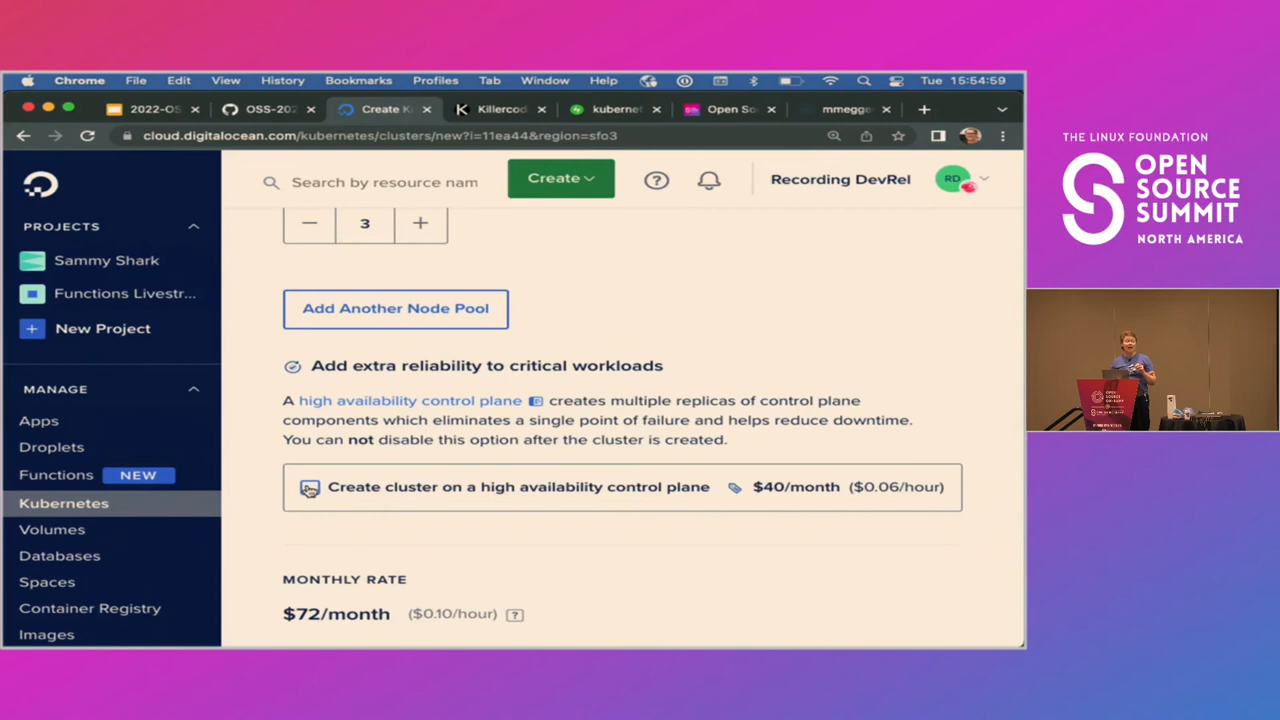 Chrome File Edit View History Bookmarks Profiles Tab Window Help Tue 15:54:59
2022-OS OSS-202 Create K Killercod kubernet Open So mmegge
cloud.digitalocean.com/kubernetes/clusters/new?i=11ea44&region=sfo3
Search by resource nam Create Recording DevRel RD
PROJECTS
Sammy Shark
Functions Livestr...
New Project
MANAGE
Apps
Droplets
Functions NEW
Kubernetes
Volumes
Databases
Spaces
Container Registry
Images
3
Add Another Node Pool
Add extra reliability to critical workloads
A high availability control plane creates multiple replicas of control plane
components which eliminates a single point of failure and helps reduce downtime.
You can not disable this option after the cluster is created.
Create cluster on a high availability control plane $40/month ($0.06/hour)
MONTHLY RATE
$72/month ($0.10/hour) ?
THE LINUX FOUNDATION
OPEN
SOURCE
SUMMIT
NORTH AMERICA